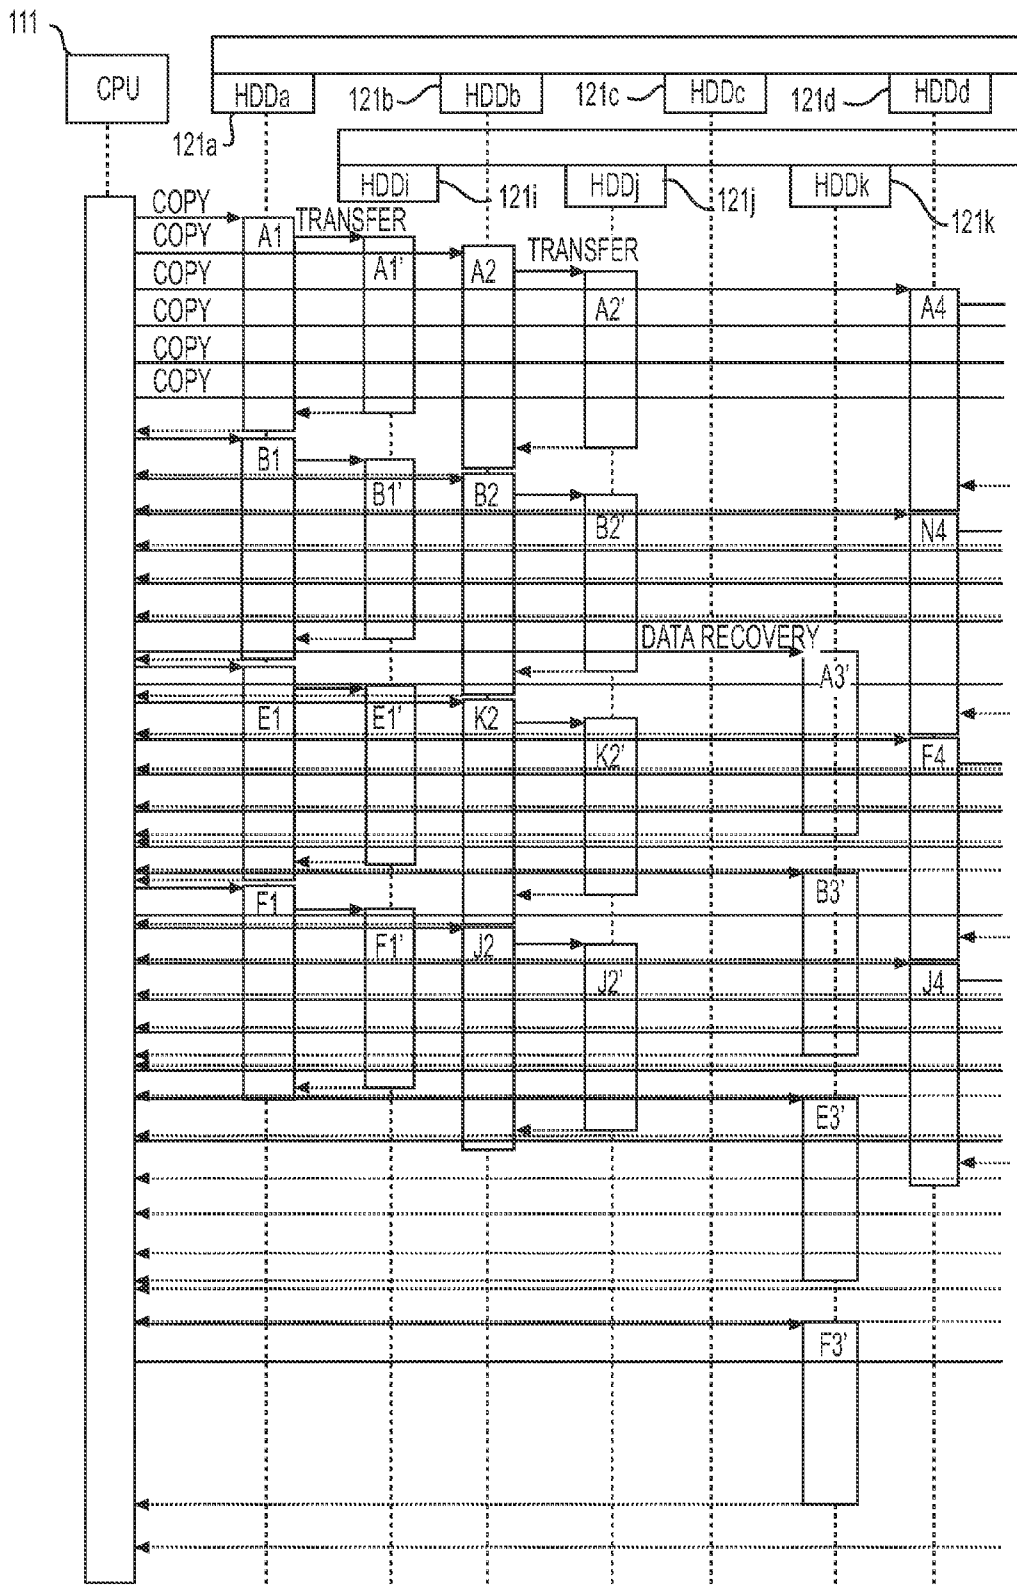 111
CPU
HDDa
121b
HDDb
121c
HDDc
121d
HDDd
121a
HDDi
121i
HDDj
121j
HDDk
121k
COPY
A1
TRANSFER
COPY
A1'
A2
TRANSFER
COPY
A2'
A4
COPY
COPY
COPY
B1
B1'
B2
B2'
N4
DATA RECOVERY
A3'
E1
E1'
K2
K2'
F4
F1
B3'
F1'
J2
J2'
J4
E3'
F3'